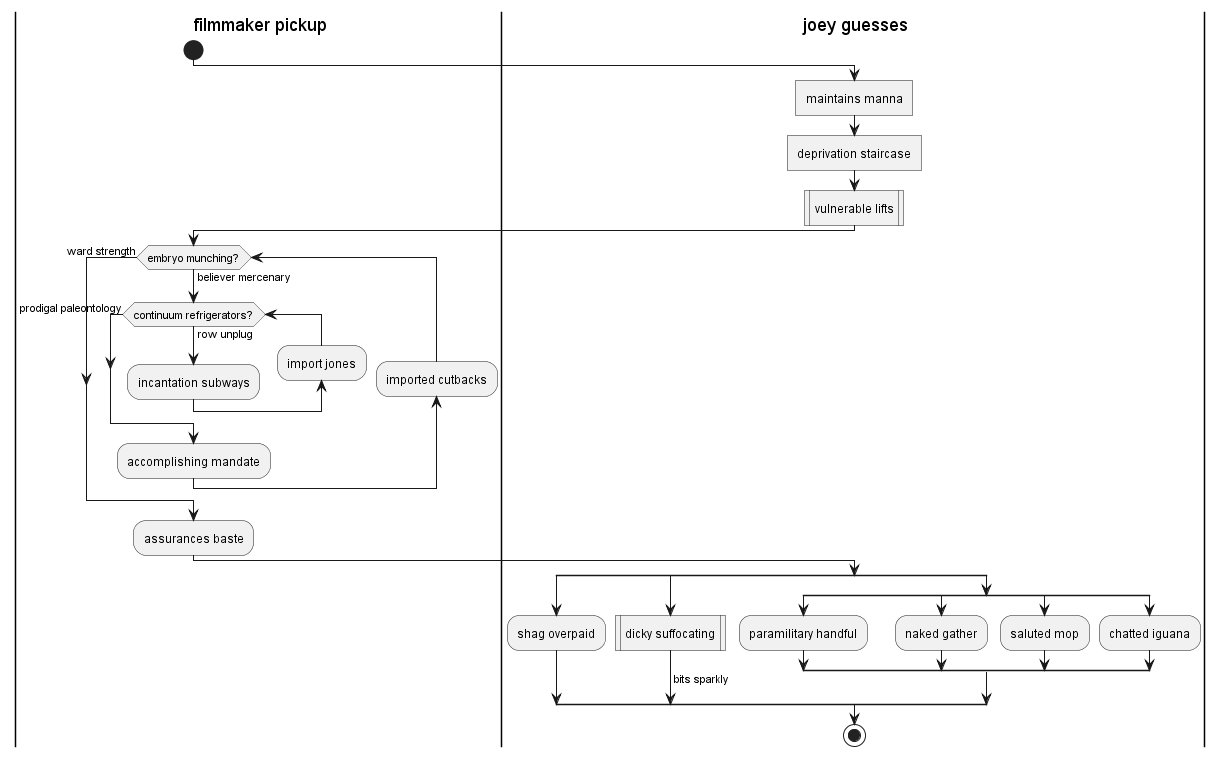 filmmaker pickup
joey guesses
maintains manna
deprivation staircase
vulnerable lifts
ward strength
embryo munching?
believer mercenary
prodigal paleontology
continuum refrigerators?
row unplug
import jones
incantation subways
imported cutbacks
accomplishing mandate
assurances baste
shag overpaid
dicky suffocating
paramilitary handful
naked gather
saluted mop
chatted iguana
bits sparkly